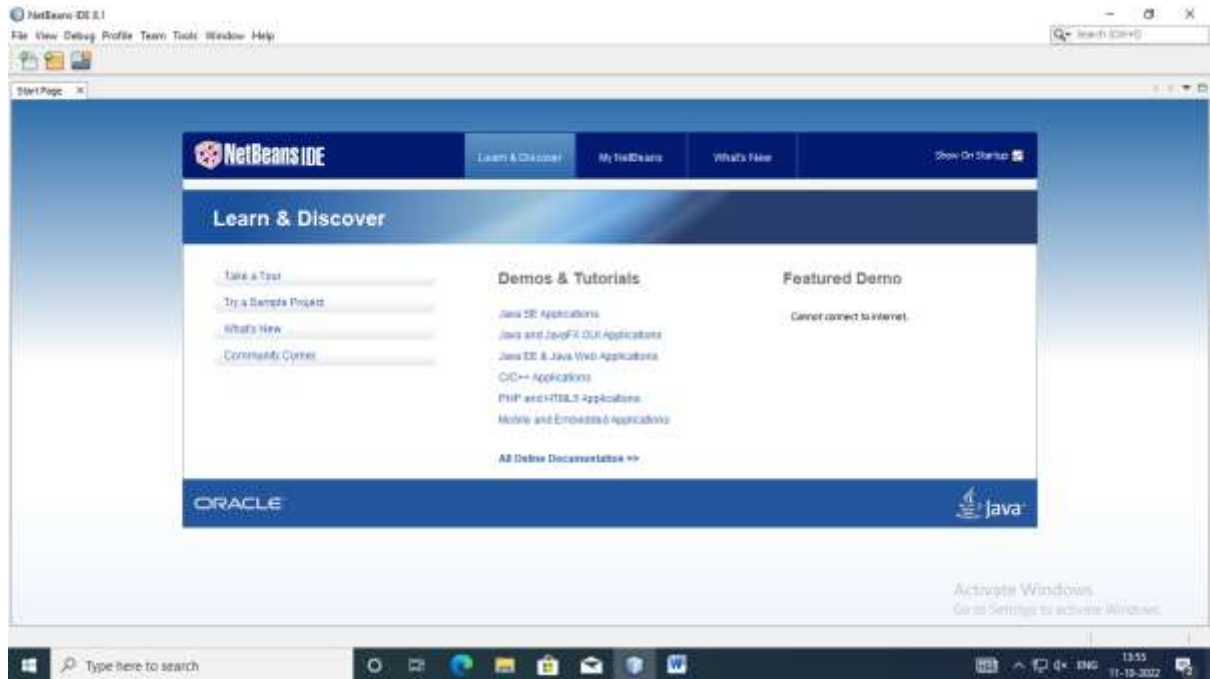 NetBeans IDE 8.1
File View Debug Profile Team Tools Window Help
Search (Ctrl+I)
Start Page
NetBeans IDE
Learn & Discover
My NetBeans
What's New
Show On Startup
Learn & Discover
Take a Tour
Try a Sample Project
What's New
Community Corner
Demos & Tutorials
Java SE Applications
Java and JavaFX GUI Applications
Java EE & Java Web Applications
C/C++ Applications
PHP and HTML5 Applications
Mobile and Embedded Applications
All Online Documentation >>
Featured Demo
Cannot connect to internet.
ORACLE
Java
Activate Windows
Go to Settings to activate Windows.
Type here to search
ENG
13:55
11-10-2022